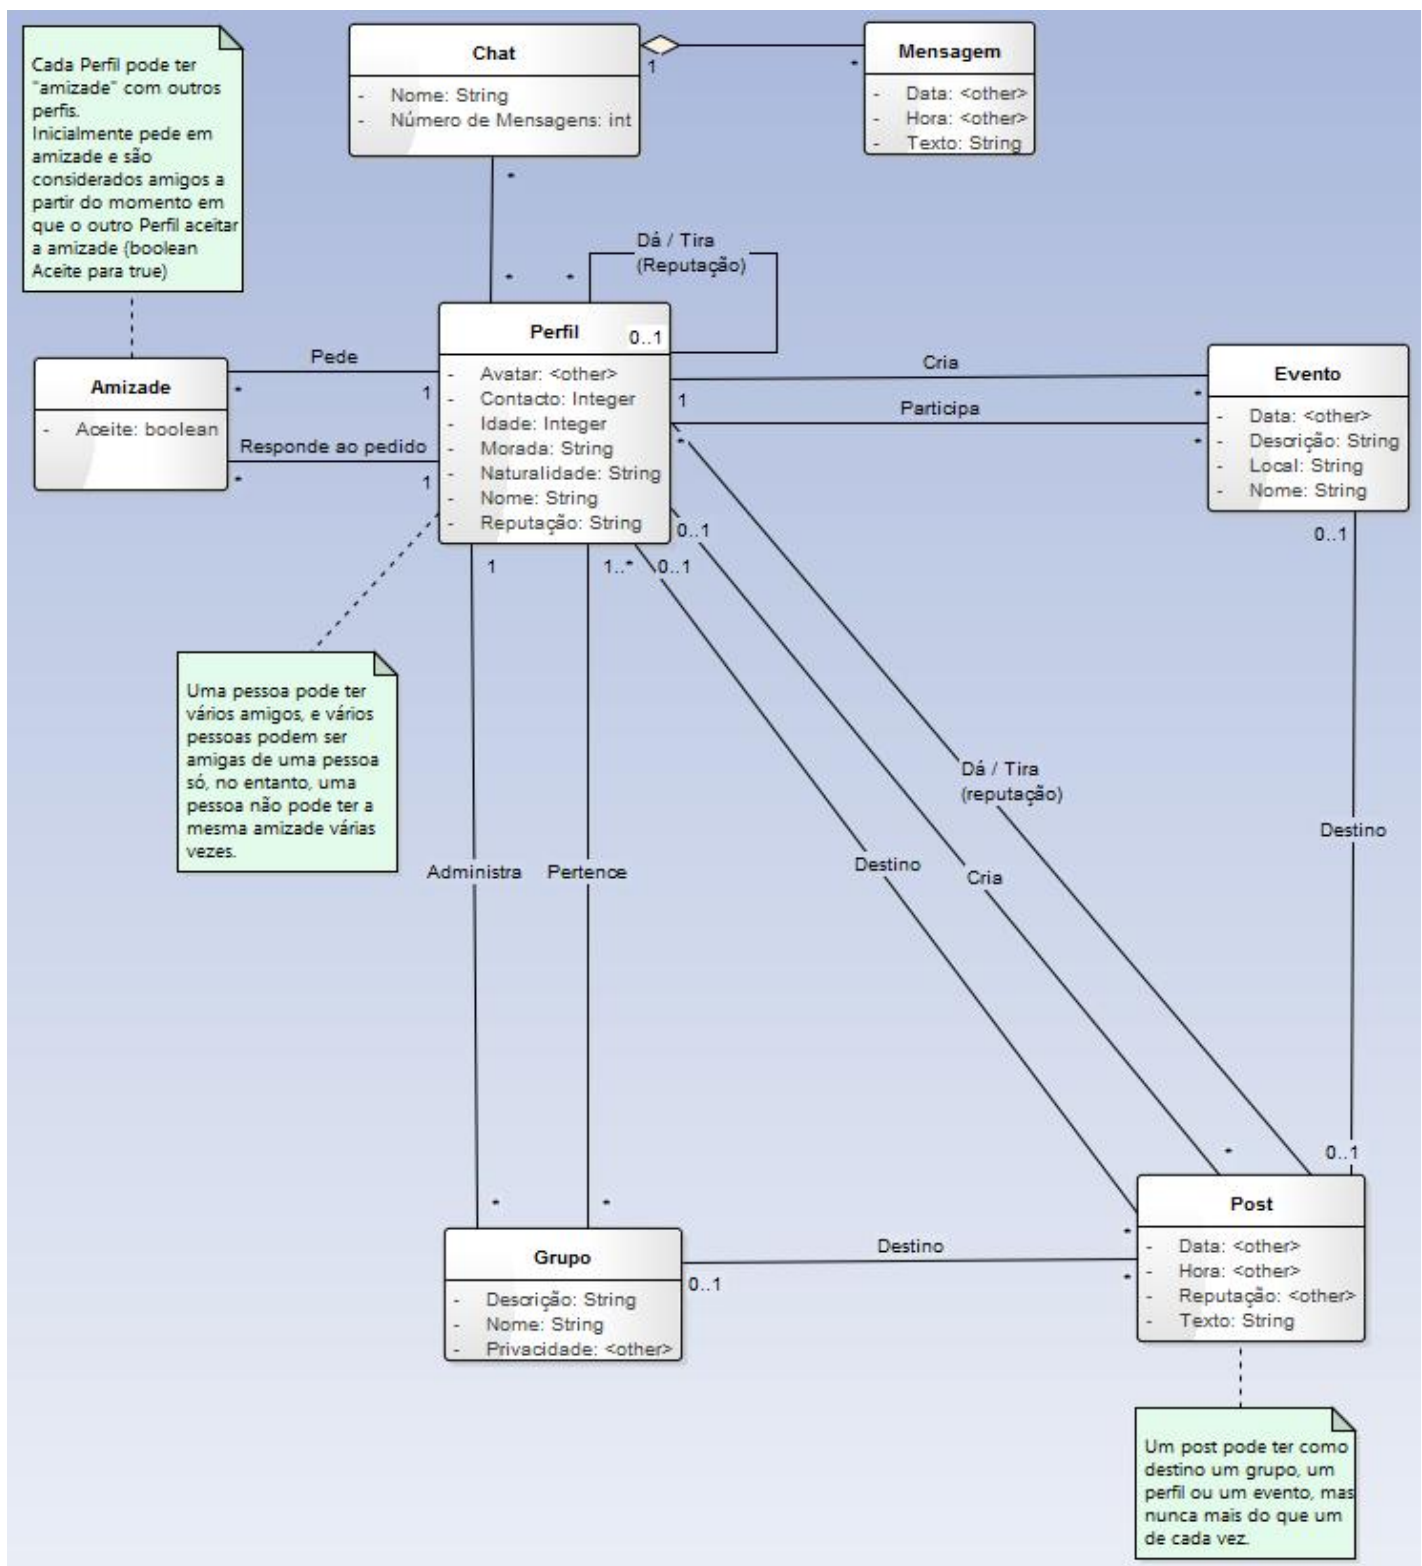 Cada Perfil pode ter
"amizade" com outros
perfis.
Inicialmente pede em
amizade e são
considerados amigos a
partir do momento em
que o outro Perfil aceitar
a amizade (boolean
Aceite para true)
Chat
- Nome: String
- Número de Mensagens: int
1
*
Mensagem
- Data: <other>
- Hora: <other>
- Texto: String
*
*
*
Dá / Tira
(Reputação)
0..1
Perfil
- Avatar: <other>
- Contacto: Integer
- Idade: Integer
- Morada: String
- Naturalidade: String
- Nome: String
- Reputação: String
Amizade
- Aceite: boolean
Pede
*
1
Responde ao pedido
*
1
Cria
1
*
Participa
*
*
Evento
- Data: <other>
- Descrição: String
- Local: String
- Nome: String
0..1
0..1
0..1
1
1..*
Uma pessoa pode ter
vários amigos, e vários
pessoas podem ser
amigas de uma pessoa
só, no entanto, uma
pessoa não pode ter a
mesma amizade várias
vezes.
Administra
Pertence
Destino
Cria
Dá / Tira
(reputação)
Destino
*
*
*
0..1
Grupo
- Descrição: String
- Nome: String
- Privacidade: <other>
Destino
0..1
*
*
Post
- Data: <other>
- Hora: <other>
- Reputação: <other>
- Texto: String
Um post pode ter como
destino um grupo, um
perfil ou um evento, mas
nunca mais do que um
de cada vez.